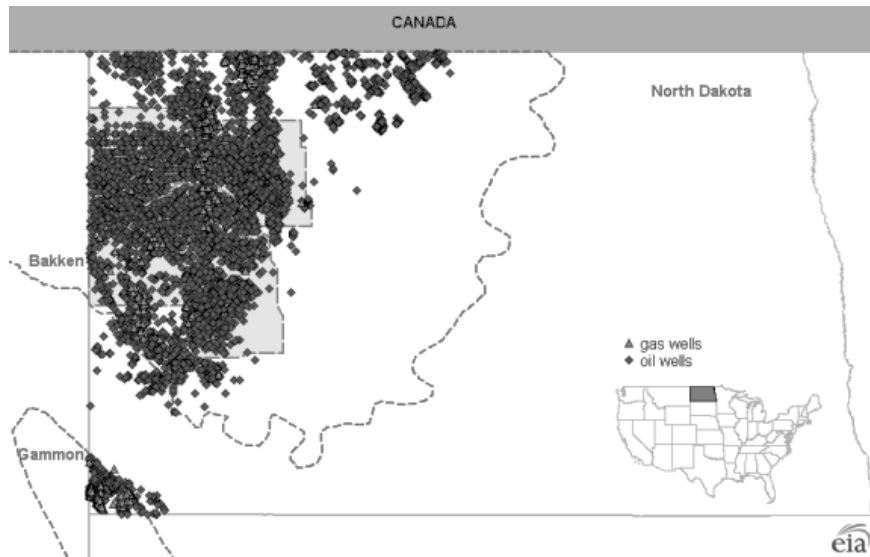 CANADA
North Dakota
Bakken
gas wells
oil wells
Gammon
eia